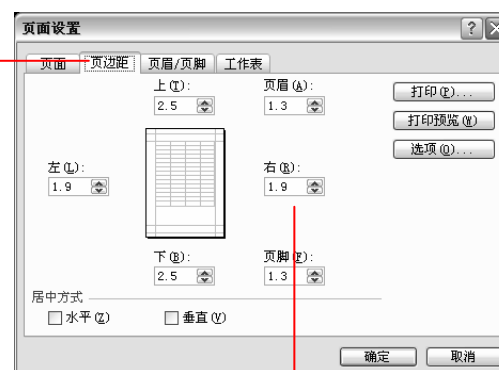 页面设置
页面 页边距 页眉/页脚 工作表
上(T): 页眉(A):
2.5 1.3
打印(P)...
打印预览(W)
选项(O)...
左(L): 右(R):
1.9 1.9
下(B): 页脚(F):
2.5 1.3
居中方式
水平(Z) 垂直(V)
确定 取消